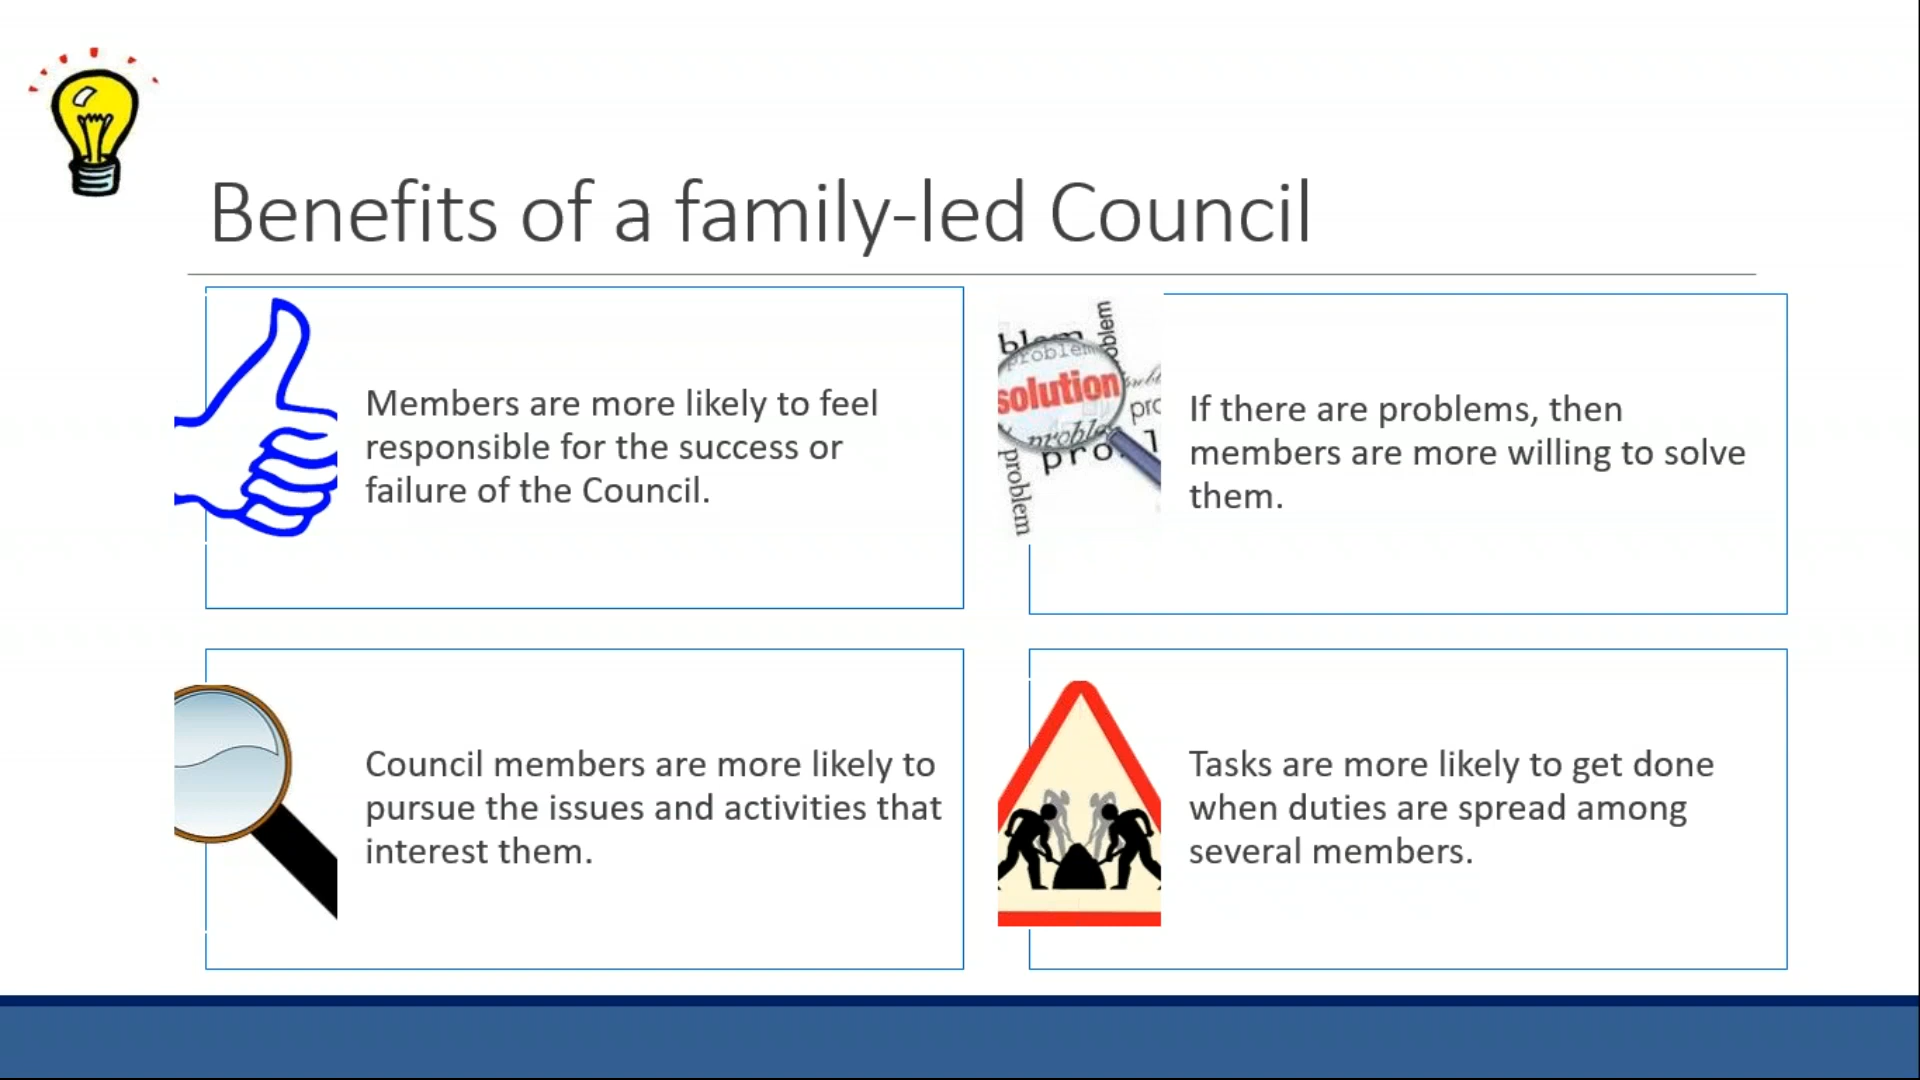 Benefits of a family-led Council
Members are more likely to feel
responsible for the success or
failure of the Council.
problem
solution
problem
If there are problems, then
members are more willing to solve
them.
Council members are more likely to
pursue the issues and activities that
interest them.
Tasks are more likely to get done
when duties are spread among
several members.